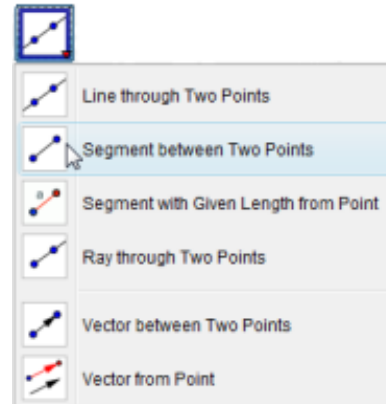 Line through Two Points
Segment between Two Points
a
Segment with Given Length from Point
Ray through Two Points
Vector between Two Points
Vector from Point